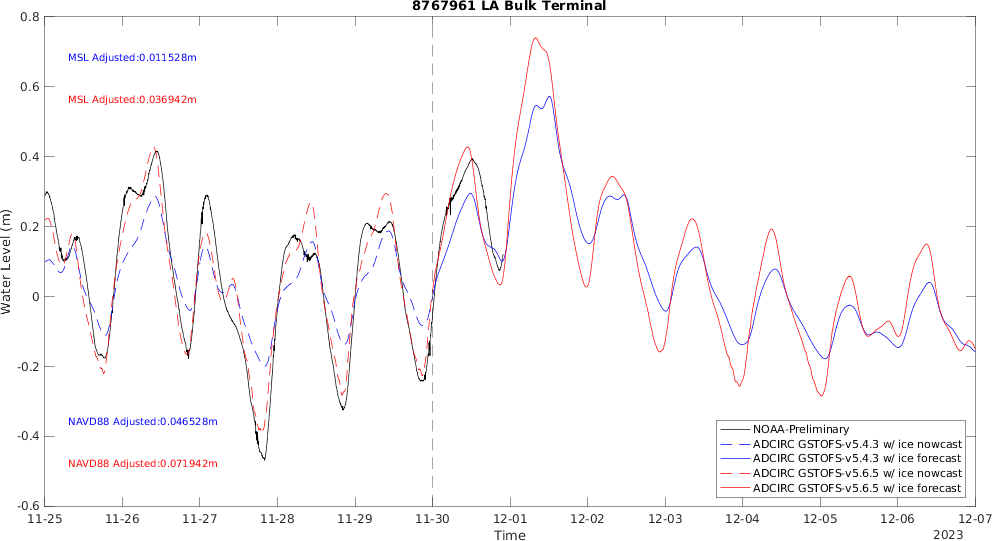 8767961 LA Bulk Terminal
0.8
0.6
0.4
0.2
0
-0.2
-0.4
-0.6
Water Level (m)
MSL Adjusted:0.011528m
MSL Adjusted:0.036942m
NAVD88 Adjusted:0.046528m
NAVD88 Adjusted:0.071942m
NOAA-Preliminary
ADCIRC GSTOFS-v5.4.3 w/ ice nowcast
ADCIRC GSTOFS-v5.4.3 w/ ice forecast
ADCIRC GSTOFS-v5.6.5 w/ ice nowcast
ADCIRC GSTOFS-v5.6.5 w/ ice forecast
11-25 11-26 11-27 11-28 11-29 11-30 12-01 12-02 12-03 12-04 12-05 12-06 12-07
Time
2023